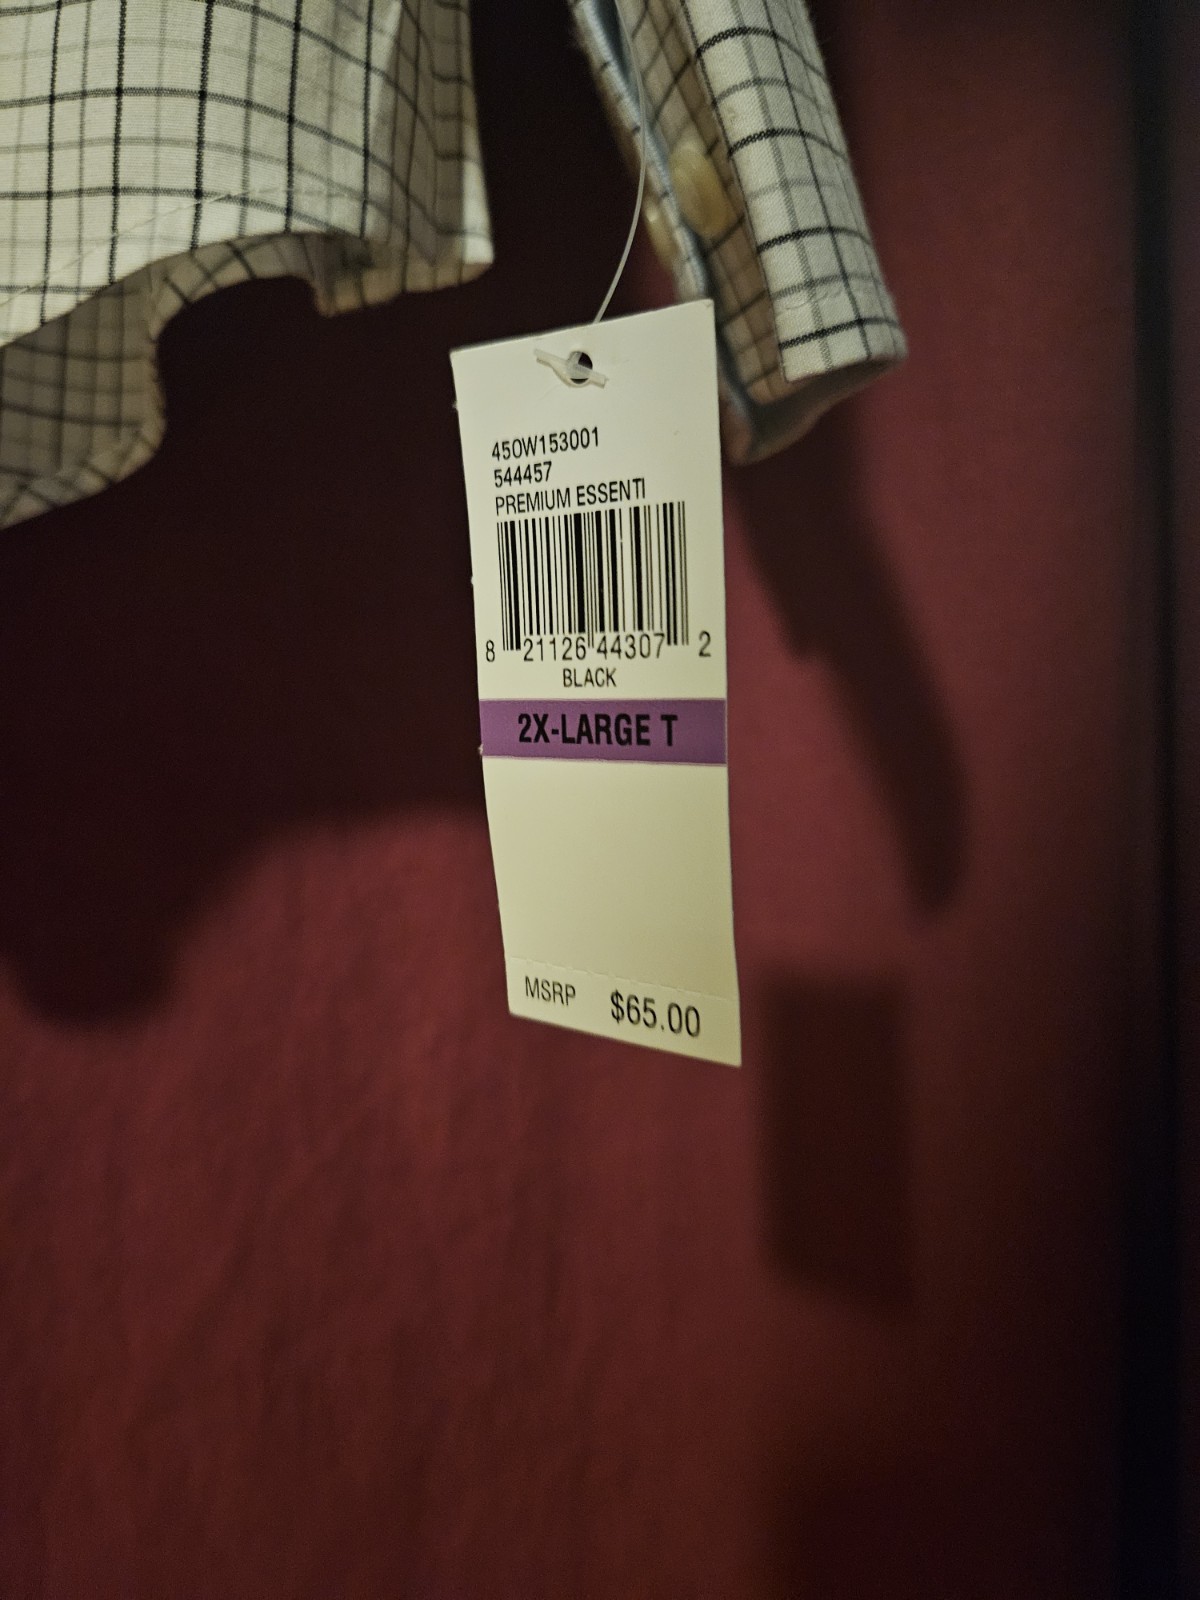 450W153001
544457
PREMIUM ESSENTI
8 21126 44307 2
BLACK
2X-LARGE T
MSRP $65.00